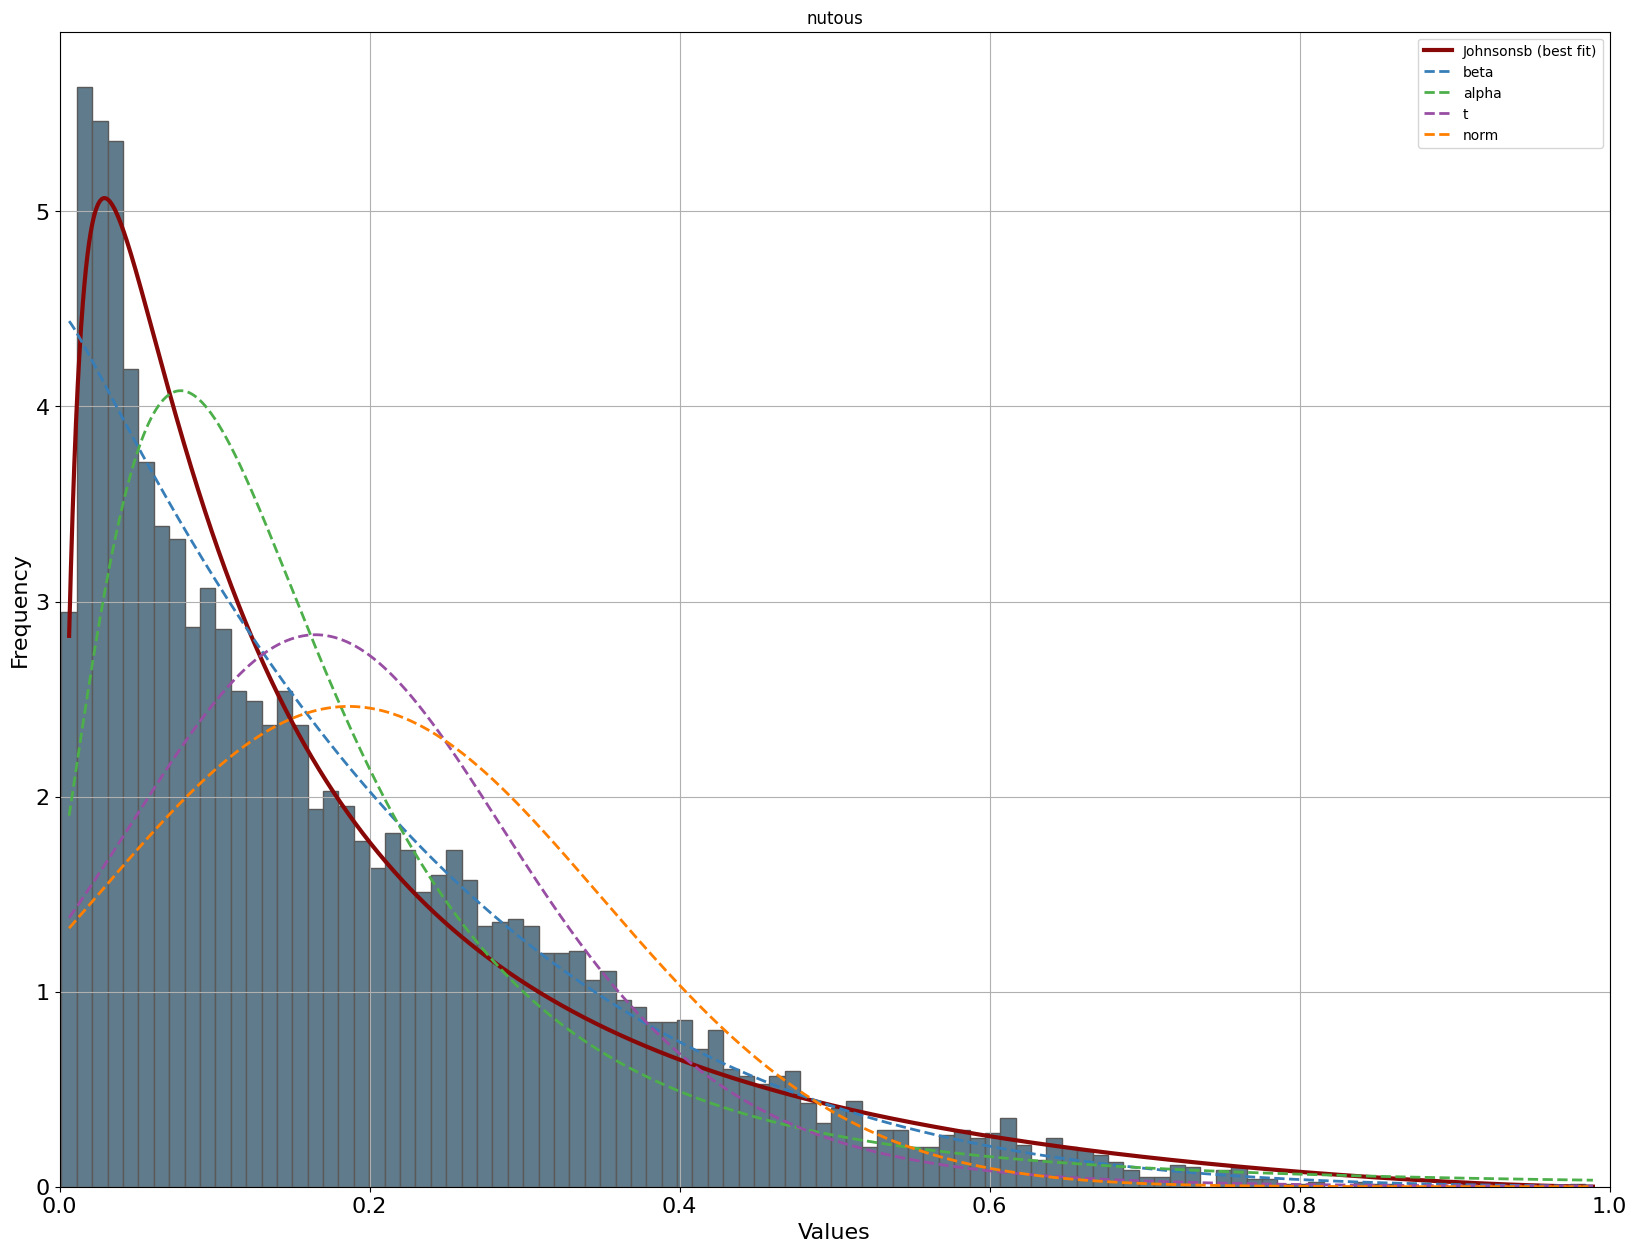 nutous
Johnsonsb (best fit)
beta
alpha
t
norm
Frequency
5
4
3
2
1
0
0.0 0.2 0.4 0.6 0.8 1.0
Values